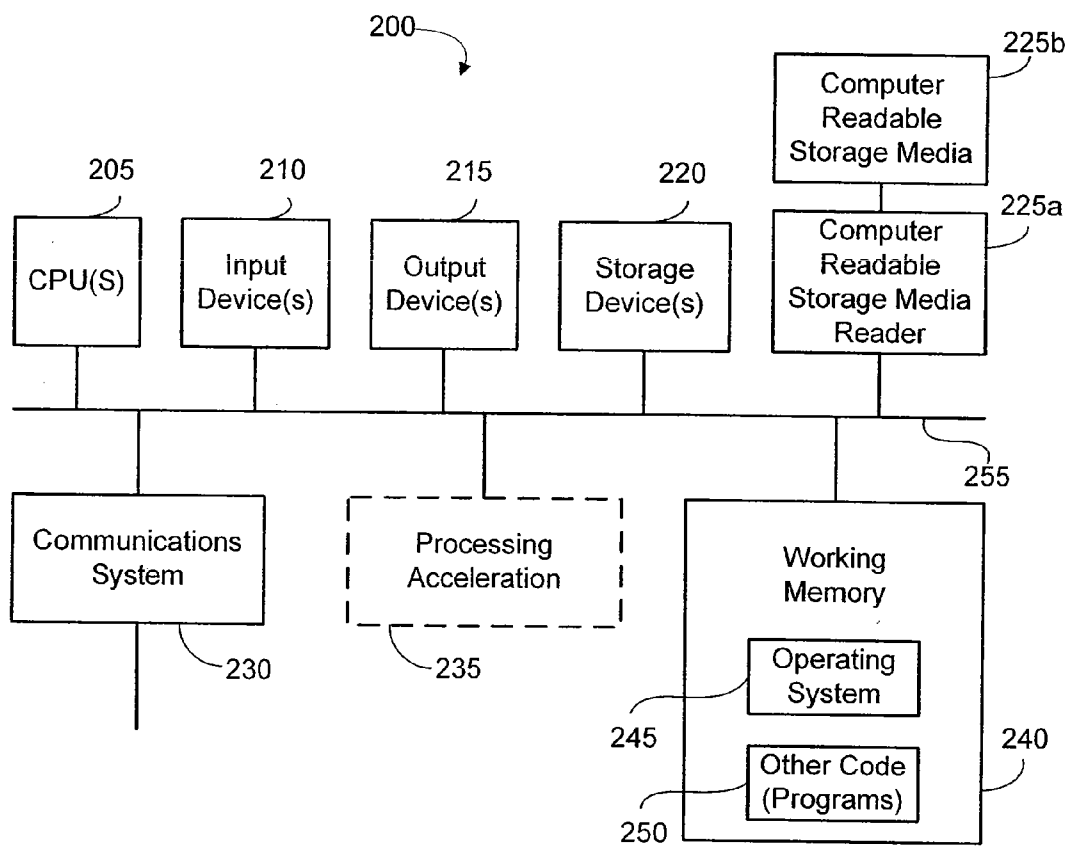 200
225b
Computer
Readable
Storage Media
205
210
215
220
225a
CPU(S)
Input
Device(s)
Output
Device(s)
Storage
Device(s)
Computer
Readable
Storage Media
Reader
255
Communications
System
Processing
Acceleration
Working
Memory
230
235
Operating
System
245
240
Other Code
(Programs)
250